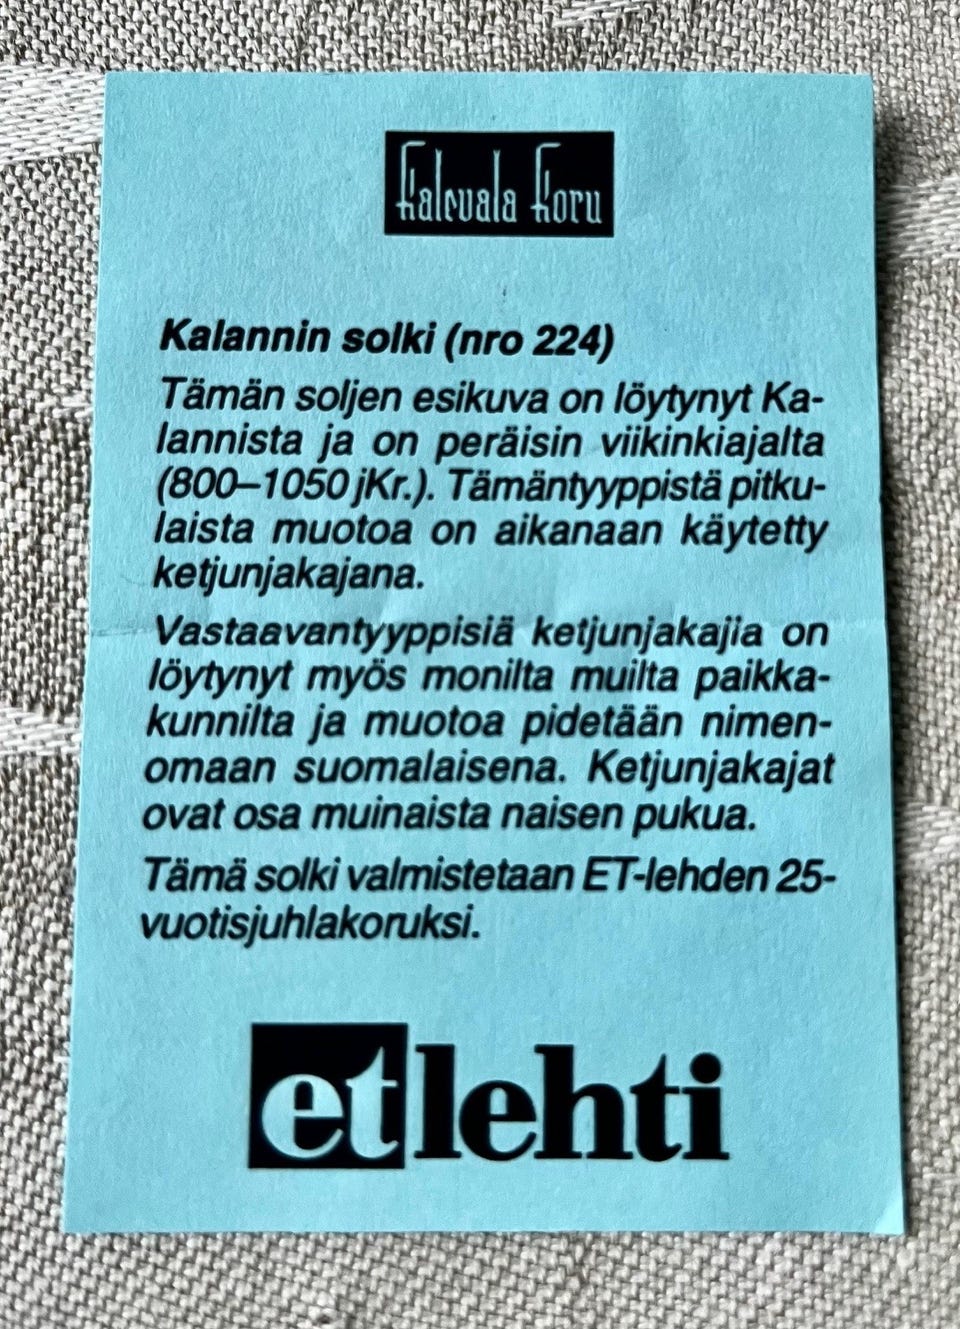 Kalevala Koru
Kalannin solki (nro 224)
Tämän soljen esikuva on löytynyt Ka-
lannista ja on peräisin viikinkiajalta
(800–1050 jKr.). Tämäntyyppistä pitku-
laista muotoa on aikanaan käytetty
ketjunjakajana.
Vastaavantyyppisiä ketjunjakajia on
löytynyt myös monilta muilta paikka-
kunnilta ja muotoa pidetään nimen-
omaan suomalaisena. Ketjunjakajat
ovat osa muinaista naisen pukua.
Tämä solki valmistetaan ET-lehden 25-
vuotisjuhlakoruksi.
et lehti